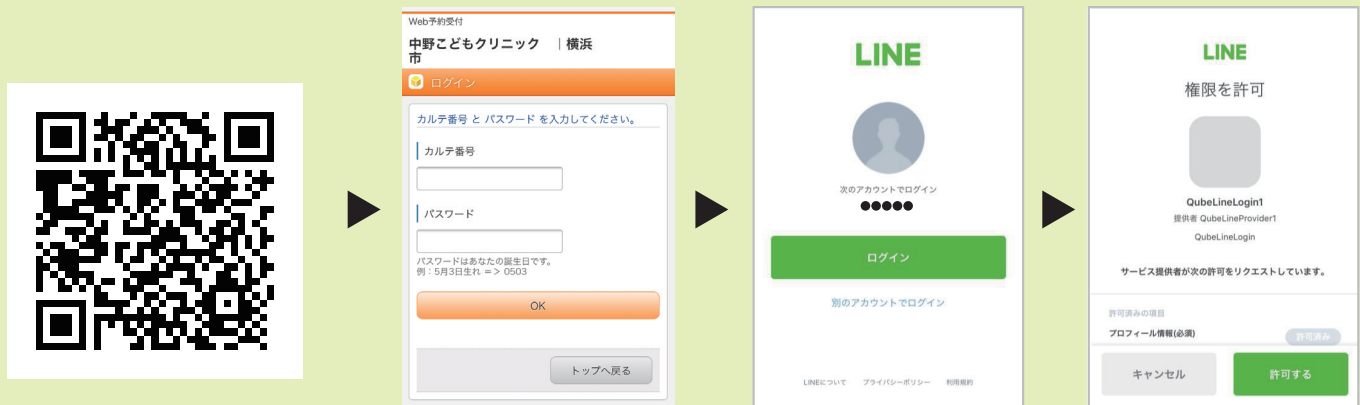 Web予約受付
中野こどもクリニック ｜横浜
市
ログイン
カルテ番号 と パスワード を入力してください。
カルテ番号
パスワード
パスワードはあなたの誕生日です。
例：5月3日生れ => 0503
OK
トップへ戻る
LINE
次のアカウントでログイン
●●●●●
ログイン
別のアカウントでログイン
LINEについて プライバシーポリシー 利用規約
LINE
権限を許可
QubeLineLogin1
提供者 QubeLineProvider1
QubeLineLogin
サービス提供者が次の許可をリクエストしています。
許可済みの項目
プロフィール情報(必須)
許可済み
キャンセル
許可する